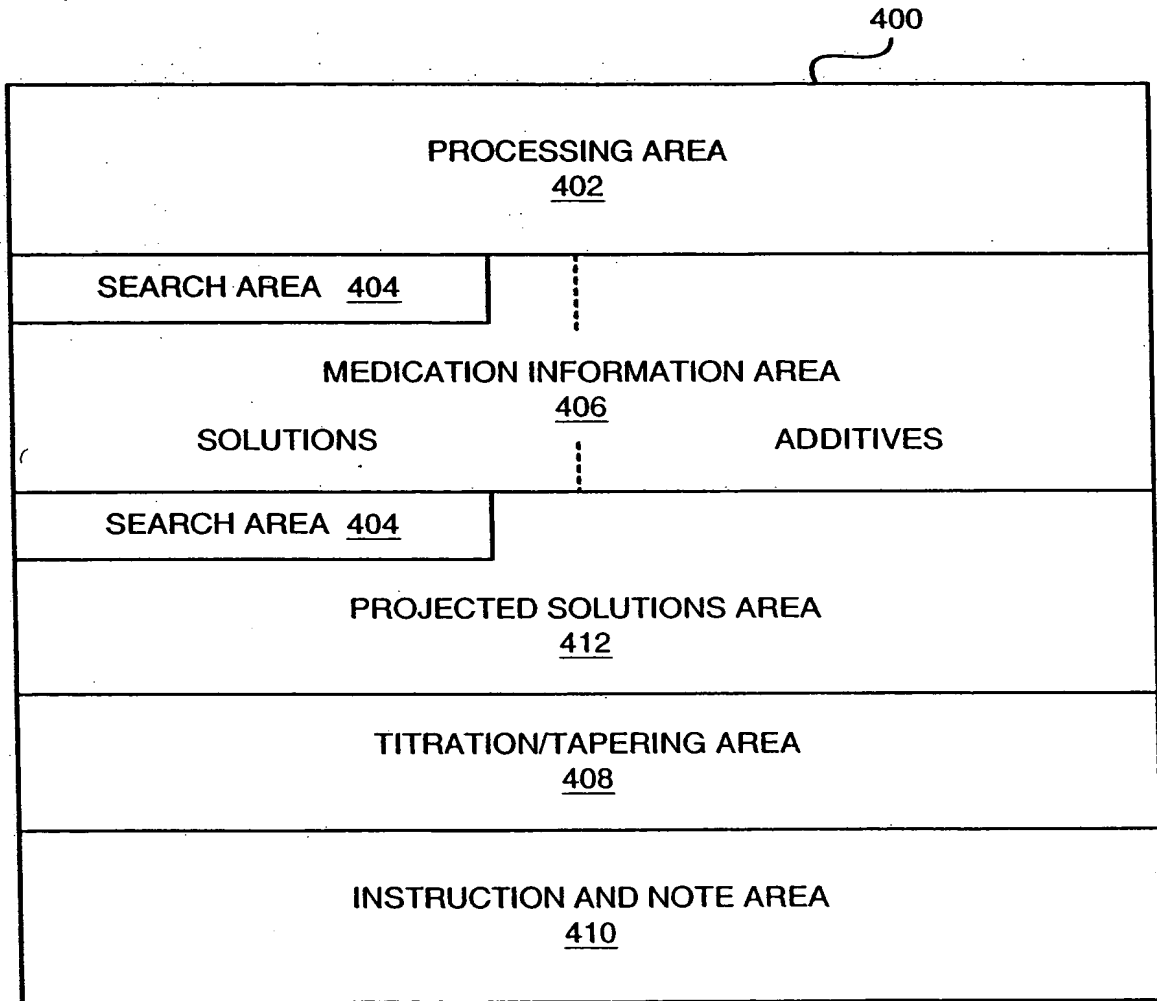 400
PROCESSING AREA
402
SEARCH AREA 404
MEDICATION INFORMATION AREA
406
SOLUTIONS ADDITIVES
SEARCH AREA 404
PROJECTED SOLUTIONS AREA
412
TITRATION/TAPERING AREA
408
INSTRUCTION AND NOTE AREA
410